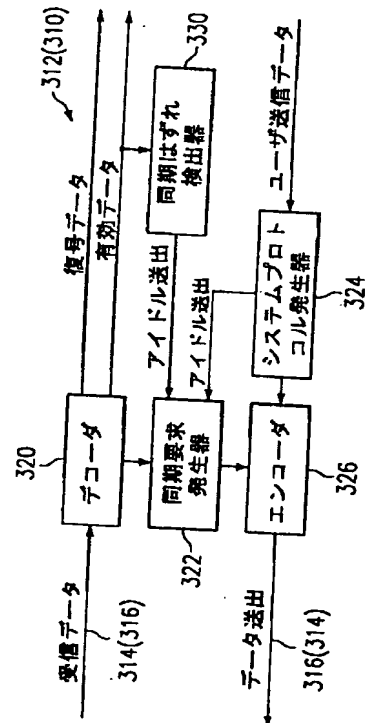 312(310)
受信データ
314(316)
320
デコーダ
復号データ
有効データ
330
同期はずれ
検出器
アイドル送出
アイドル送出
同期要求
発生器
322
ユーザ送信データ
システムプロト
コル発生器
324
エンコーダ
326
データ送出
316(314)